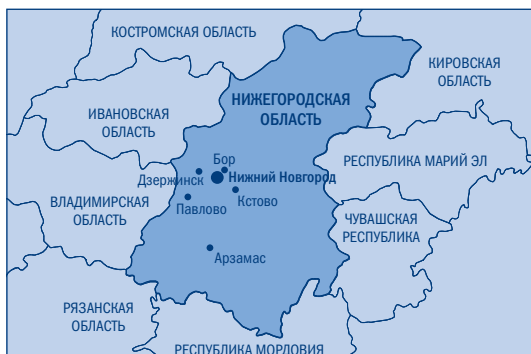 КОСТРОМСКАЯ ОБЛАСТЬ
КИРОВСКАЯ
ОБЛАСТЬ
НИЖЕГОРОДСКАЯ
ОБЛАСТЬ
ИВАНОВСКАЯ
ОБЛАСТЬ
Бор
РЕСПУБЛИКА МАРИЙ ЭЛ
Дзержинск
Нижний Новгород
ВЛАДИМИРСКАЯ
ОБЛАСТЬ
Кстово
Павлово
ЧУВАШСКАЯ
РЕСПУБЛИКА
Арзамас
РЯЗАНСКАЯ
ОБЛАСТЬ
РЕСПУБЛИКА МОРДОВИЯ